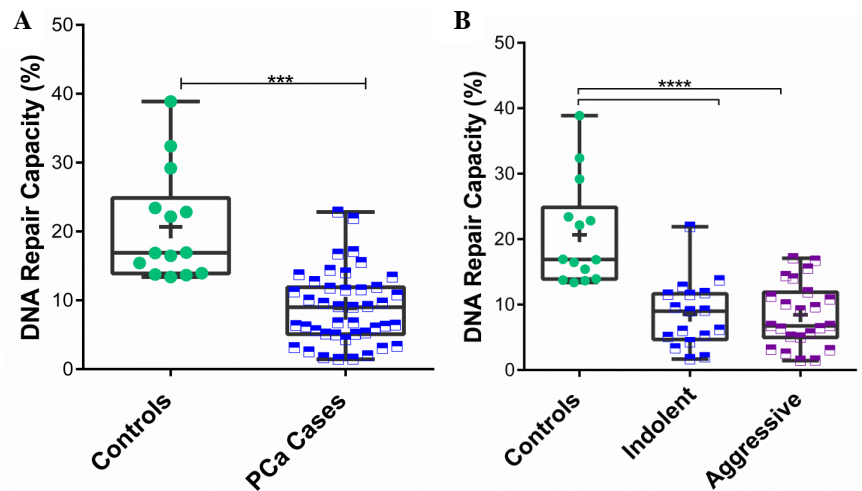 A
B
DNA Repair Capacity (%)
50
40
30
20
10
0
***
Controls
PCa Cases
DNA Repair Capacity (%)
50
40
30
20
10
0
****
Controls
Indolent
Aggressive